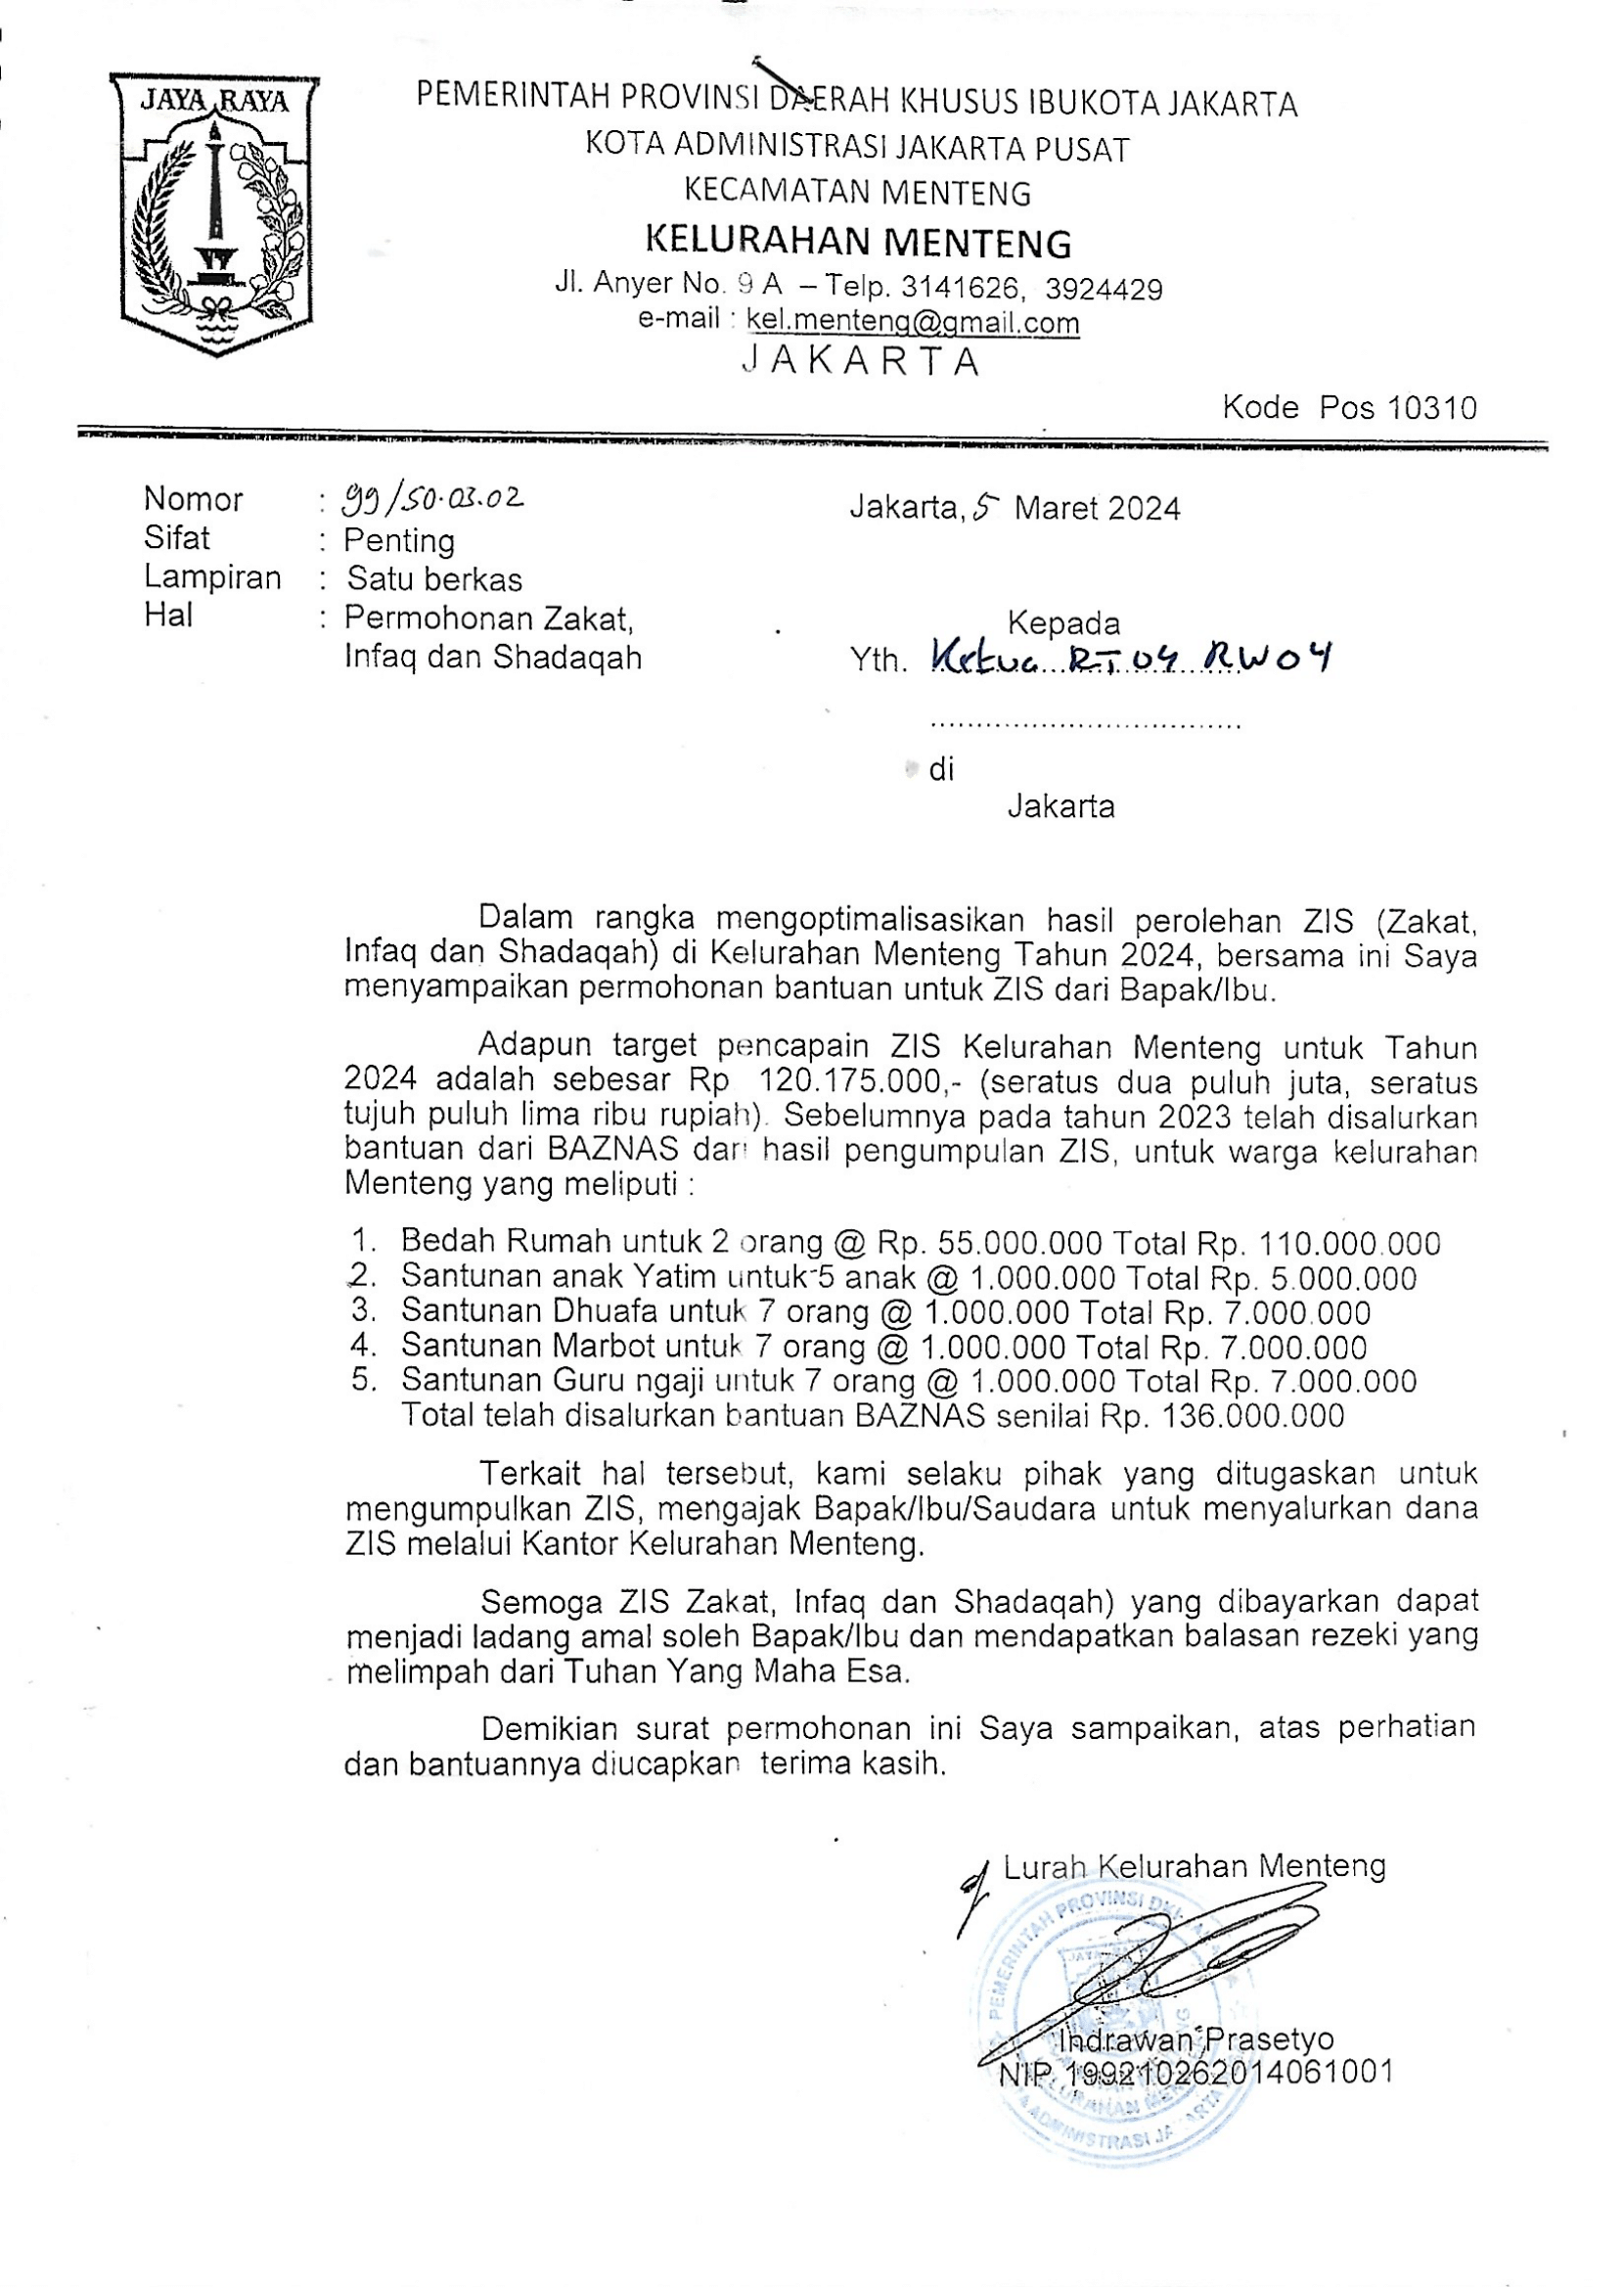 JAYA RAYA
PEMERINTAH PROVINSI DAERAH KHUSUS IBUKOTA JAKARTA
KOTA ADMINISTRASI JAKARTA PUSAT
KECAMATAN MENTENG
KELURAHAN MENTENG
Jl. Anyer No. 9 A – Telp. 3141626, 3924429
e-mail : kel.menteng@gmail.com
JAKARTA
Kode Pos 10310
Nomor : 99/SO.03.02
Jakarta, 5 Maret 2024
Sifat : Penting
Lampiran : Satu berkas
Hal : Permohonan Zakat,
Infaq dan Shadaqah
Kepada
Yth. Ketua RT 04 RW 04
di
Jakarta
Dalam rangka mengoptimalisasikan hasil perolehan ZIS (Zakat,
Infaq dan Shadaqah) di Kelurahan Menteng Tahun 2024, bersama ini Saya
menyampaikan permohonan bantuan untuk ZIS dari Bapak/Ibu.
Adapun target pencapain ZIS Kelurahan Menteng untuk Tahun
2024 adalah sebesar Rp 120.175.000,- (seratus dua puluh juta, seratus
tujuh puluh lima ribu rupiah). Sebelumnya pada tahun 2023 telah disalurkan
bantuan dari BAZNAS dari hasil pengumpulan ZIS, untuk warga kelurahan
Menteng yang meliputi :
1. Bedah Rumah untuk 2 orang @ Rp. 55.000.000 Total Rp. 110.000.000
2. Santunan anak Yatim untuk 5 anak @ 1.000.000 Total Rp. 5.000.000
3. Santunan Dhuafa untuk 7 orang @ 1.000.000 Total Rp. 7.000.000
4. Santunan Marbot untuk 7 orang @ 1.000.000 Total Rp. 7.000.000
5. Santunan Guru ngaji untuk 7 orang @ 1.000.000 Total Rp. 7.000.000
Total telah disalurkan bantuan BAZNAS senilai Rp. 136.000.000
Terkait hal tersebut, kami selaku pihak yang ditugaskan untuk
mengumpulkan ZIS, mengajak Bapak/Ibu/Saudara untuk menyalurkan dana
ZIS melalui Kantor Kelurahan Menteng.
Semoga ZIS Zakat, Infaq dan Shadaqah) yang dibayarkan dapat
menjadi ladang amal soleh Bapak/Ibu dan mendapatkan balasan rezeki yang
melimpah dari Tuhan Yang Maha Esa.
Demikian surat permohonan ini Saya sampaikan, atas perhatian
dan bantuannya diucapkan terima kasih.
Lurah Kelurahan Menteng
PEMERINTAH PROVINSI DKI
Indrawan Prasetyo
NIP. 199210262014061001
ADMINISTRASI JAKARTA